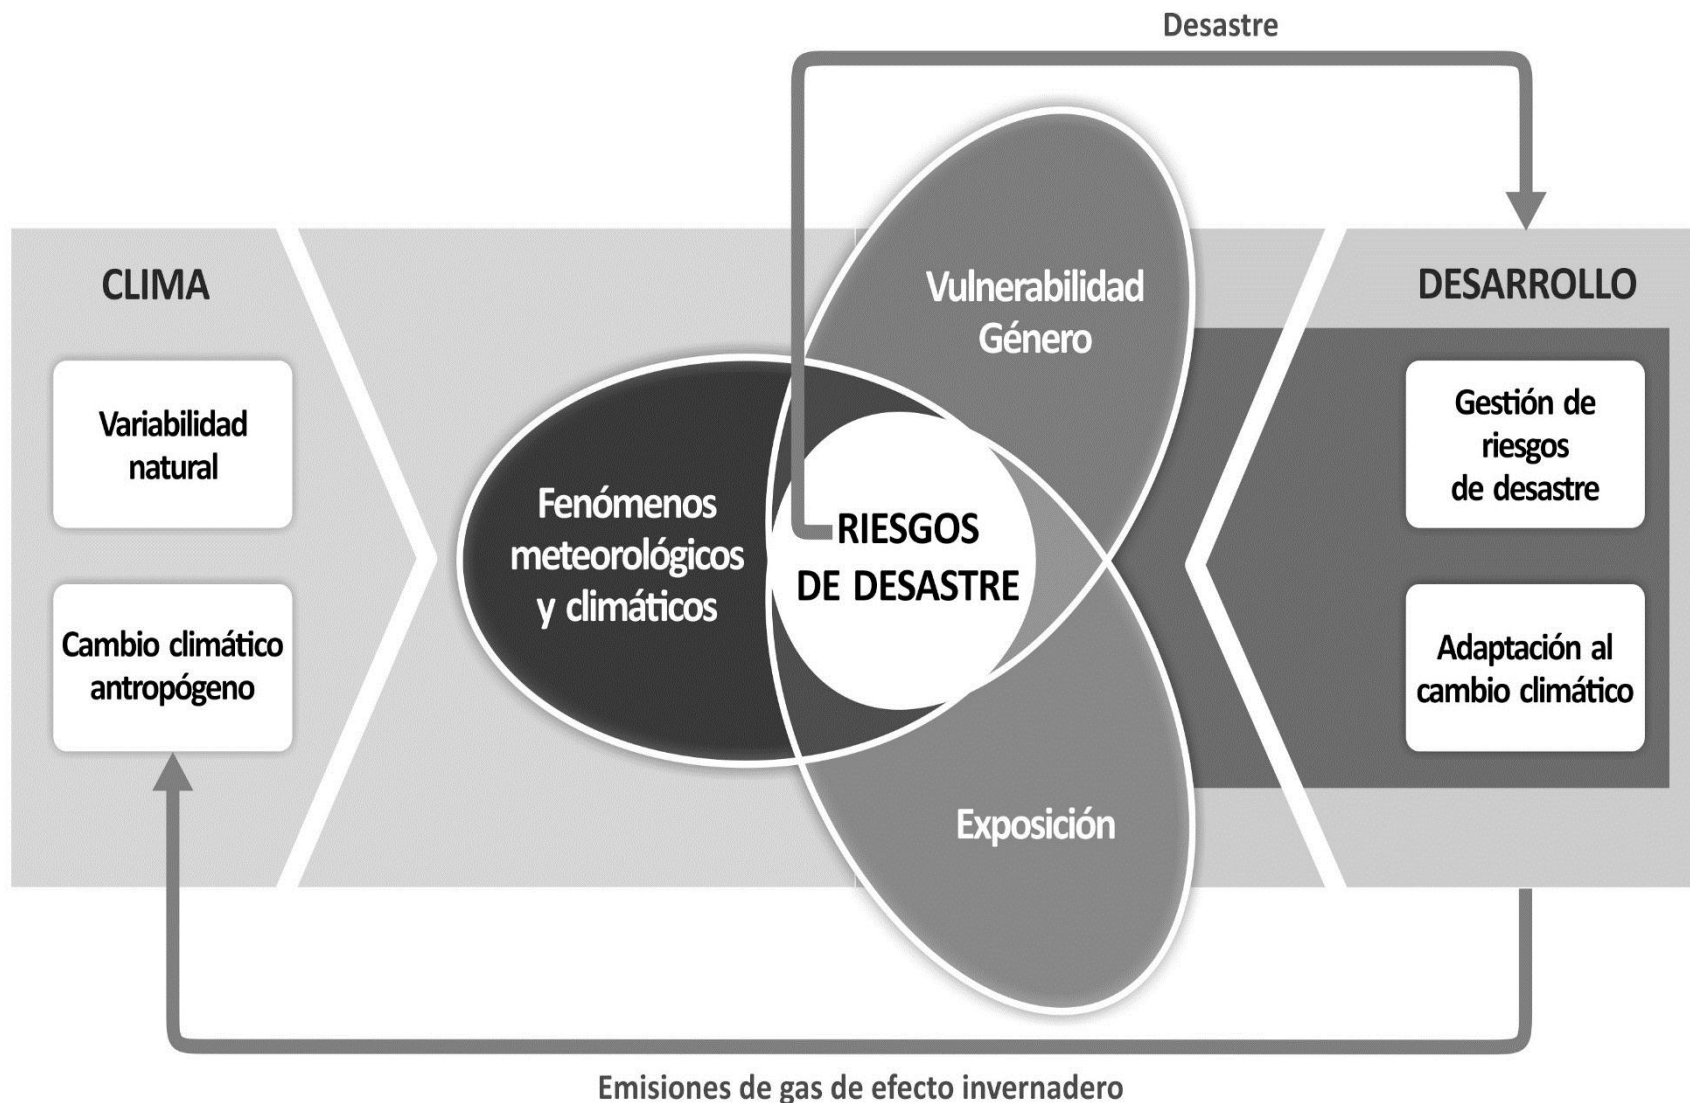 Desastre
CLIMA
Variabilidad
natural
Cambio climático
antropógeno
Fenómenos
meteorológicos
y climáticos
Vulnerabilidad
Género
RIESGOS
DE DESASTRE
Exposición
DESARROLLO
Gestión de
riesgos
de desastre
Adaptación al
cambio climático
Emisiones de gas de efecto invernadero